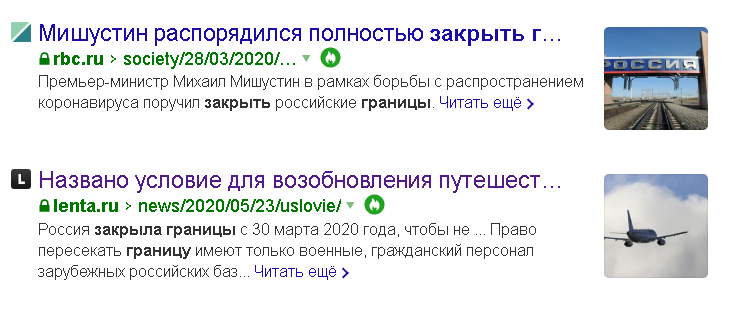 Мишустин распорядился полностью закрыть г...
rbc.ru › society/28/03/2020/...
Премьер-министр Михаил Мишустин в рамках борьбы с распространением
коронавируса поручил закрыть российские границы. Читать ещё ›
РОССИЯ
L Названо условие для возобновления путешест...
lenta.ru › news/2020/05/23/uslovie/
Россия закрыла границы с 30 марта 2020 года, чтобы не ... Право
пересекать границу имеют только военные, гражданский персонал
зарубежных российских баз... Читать ещё ›